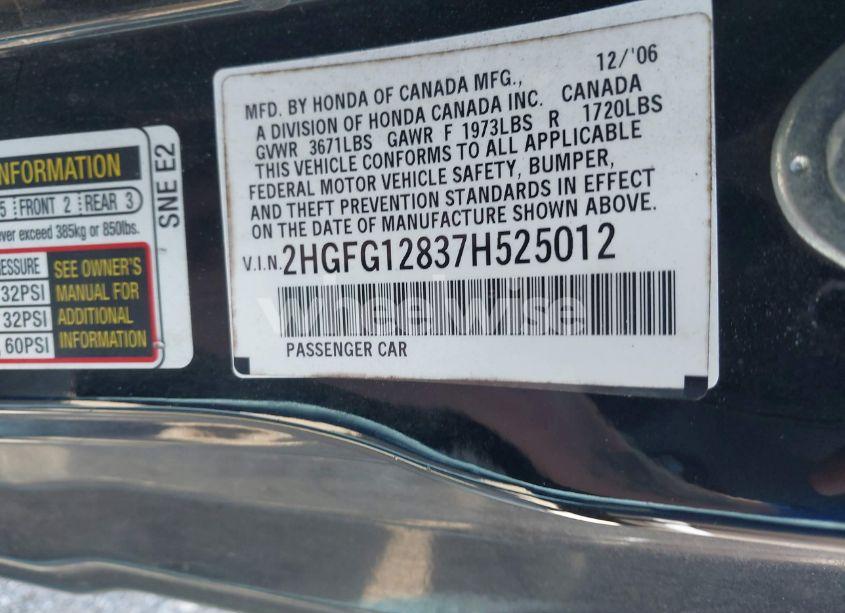 12/'06
MFD. BY HONDA OF CANADA MFG.,
A DIVISION OF HONDA CANADA INC. CANADA
GVWR 3671LBS GAWR F 1973LBS R 1720LBS
THIS VEHICLE CONFORMS TO ALL APPLICABLE
FEDERAL MOTOR VEHICLE SAFETY, BUMPER,
AND THEFT PREVENTION STANDARDS IN EFFECT
ON THE DATE OF MANUFACTURE SHOWN ABOVE.
V.I.N. 2HGFG12837H525012
wheelwise
PASSENGER CAR
SNE E2
5 FRONT 2 REAR 3
exceed 385kg or 850lbs.
32PSI
32PSI
60PSI
SEE OWNER'S
MANUAL FOR
ADDITIONAL
INFORMATION